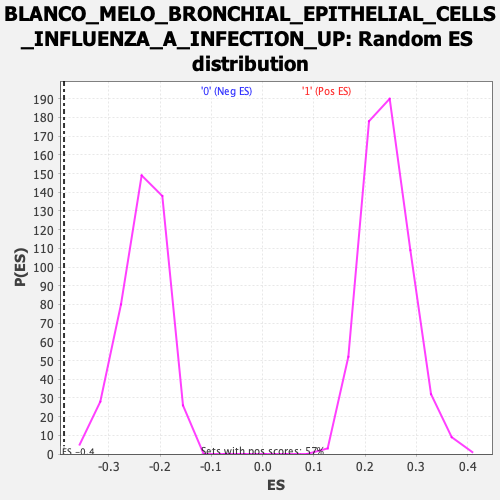 BLANCO_MELO_BRONCHIAL_EPITHELIAL_CELLS
_INFLUENZA_A_INFECTION_UP: Random ES
distribution
'0' (Neg ES) '1' (Pos ES)
190
180
170
160
150
140
130
120
110
100
90
80
70
60
50
40
30
20
10
0
P(ES)
ES -0.4
Sets with pos scores: 57%
-0.3 -0.2 -0.1 0.0 0.1 0.2 0.3 0.4
ES